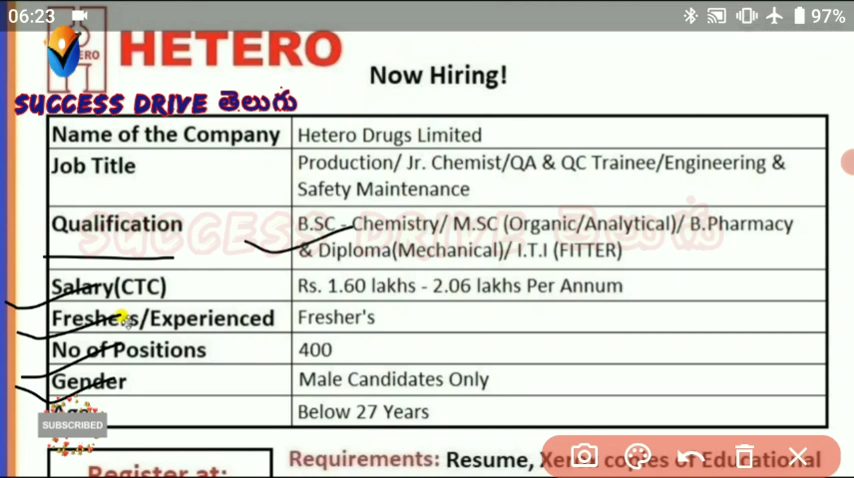 06:23
97%
HETERO
Now Hiring!
SUCCESS DRIVE తెలుగు
Name of the Company Hetero Drugs Limited
Job Title Production/ Jr. Chemist/QA & QC Trainee/Engineering &
Safety Maintenance
Qualification B.SC - Chemistry/ M.SC (Organic/Analytical)/ B.Pharmacy
& Diploma(Mechanical)/ I.T.I (FITTER)
SUCCESS DRIVE తెలుగు
Salary(CTC) Rs. 1.60 lakhs - 2.06 lakhs Per Annum
Freshers/Experienced Fresher's
No of Positions 400
Gender Male Candidates Only
Age Below 27 Years
SUBSCRIBED
Register at:
Requirements: Resume, Xerox copies of Educational